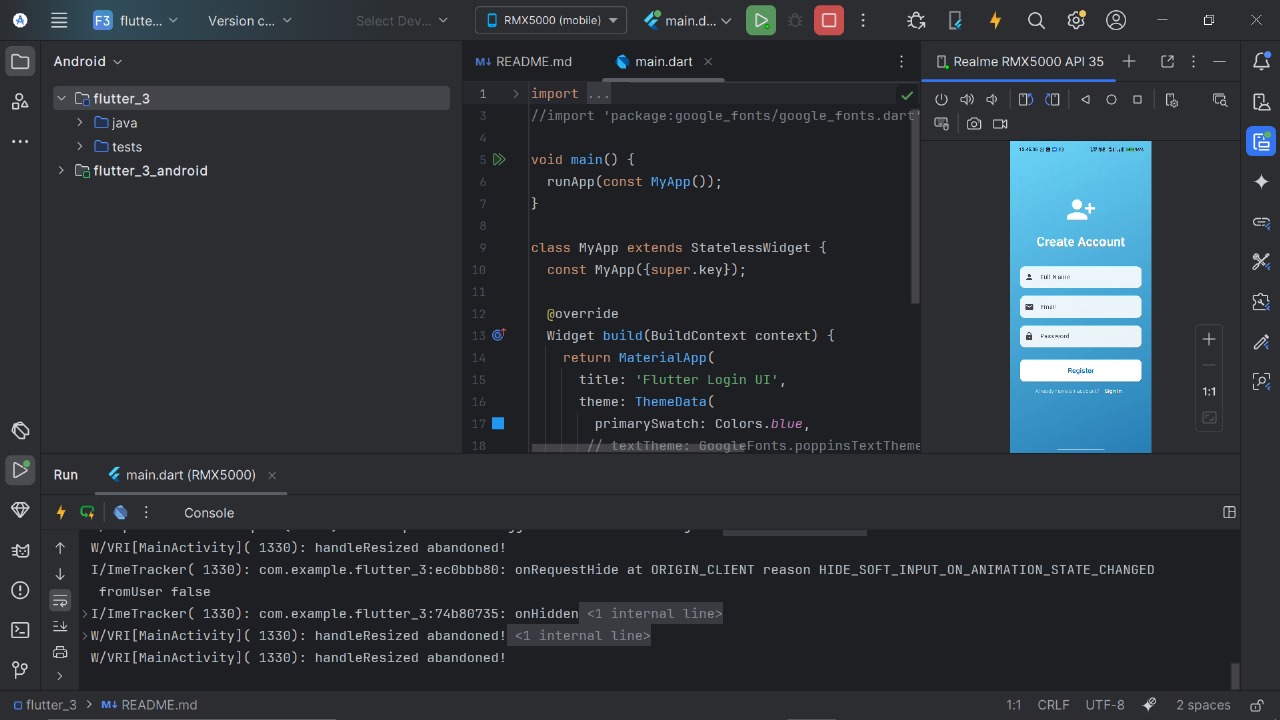 F3 flutte...
Version c...
Select Dev...
RMX5000 (mobile)
main.d...
Android
flutter_3
java
tests
flutter_3_android
README.md
main.dart
1 import ...
3 //import 'package:google_fonts/google_fonts.dart'
4
5 void main() {
6 runApp(const MyApp());
7 }
8
9 class MyApp extends StatelessWidget {
10 const MyApp({super.key});
11
12 @override
13 Widget build(BuildContext context) {
14 return MaterialApp(
15 title: 'Flutter Login UI',
16 theme: ThemeData(
17 primarySwatch: Colors.blue,
18 // textTheme: GoogleFonts.poppinsTextTheme
Realme RMX5000 API 35
Create Account
Full Name
Email
Password
Register
Already have an account? Sign In
1:1
Run
main.dart (RMX5000)
Console
W/VRI[MainActivity]( 1330): handleResized abandoned!
I/ImeTracker( 1330): com.example.flutter_3:ec0bbb80: onRequestHide at ORIGIN_CLIENT reason HIDE_SOFT_INPUT_ON_ANIMATION_STATE_CHANGED
fromUser false
I/ImeTracker( 1330): com.example.flutter_3:74b80735: onHidden <1 internal line>
W/VRI[MainActivity]( 1330): handleResized abandoned! <1 internal line>
W/VRI[MainActivity]( 1330): handleResized abandoned!
flutter_3 > M↓ README.md
1:1 CRLF UTF-8 2 spaces